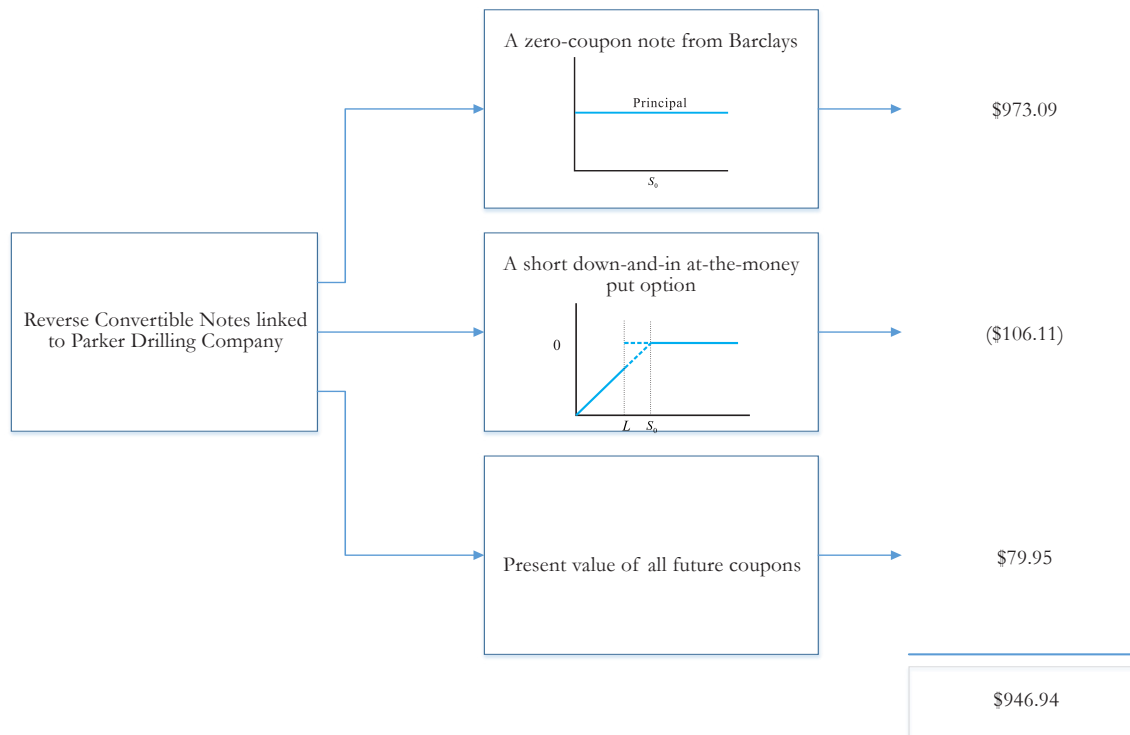 A zero-coupon note from Barclays
Principal
S₀
$973.09
Reverse Convertible Notes linked
to Parker Drilling Company
A short down-and-in at-the-money
put option
0
L S₀
($106.11)
Present value of all future coupons
$79.95
$946.94